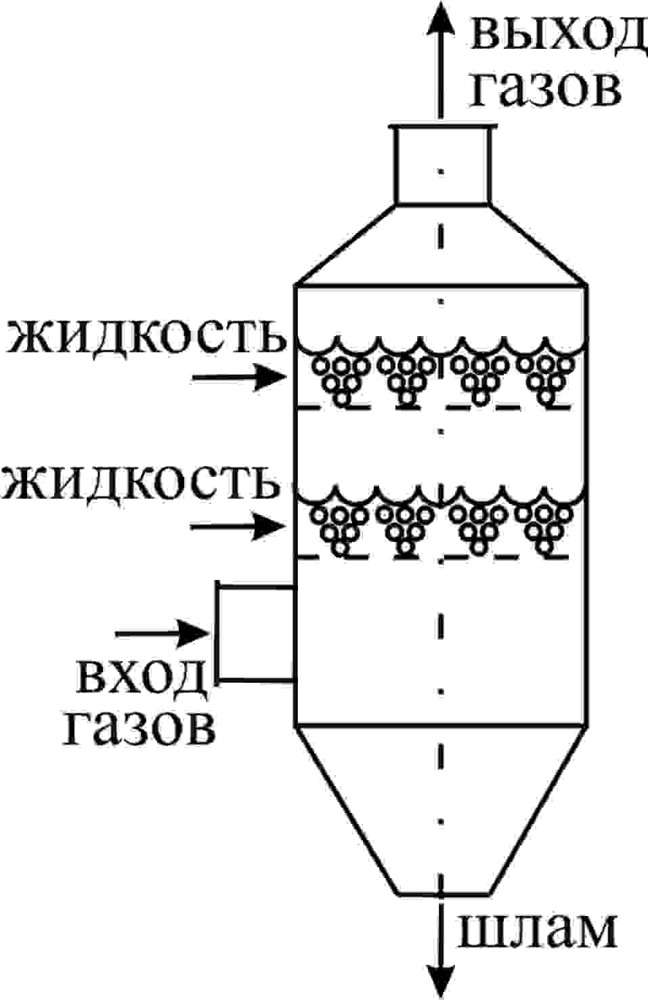 выход
газов
жидкость
жидкость
вход
газов
шлам